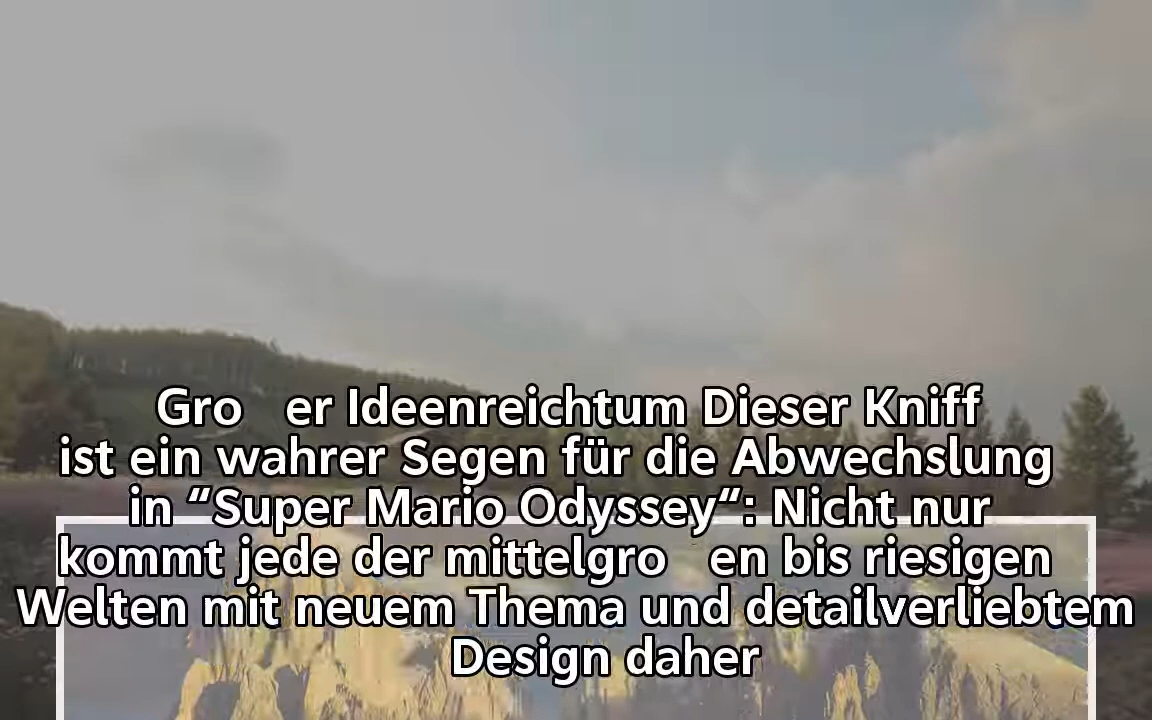 Gro er Ideenreichtum Dieser Kniff
ist ein wahrer Segen für die Abwechslung
in “Super Mario Odyssey“: Nicht nur
kommt jede der mittelgro en bis riesigen
Welten mit neuem Thema und detailverliebtem
Design daher